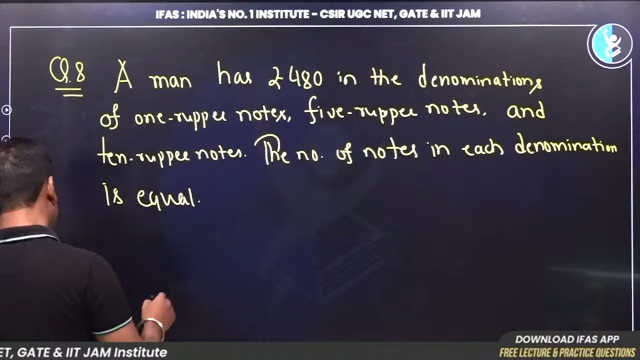 IFAS : INDIA'S NO. 1 INSTITUTE – CSIR UGC NET, GATE & IIT JAM
Q.8 A man has ₹ 480 in the denominations
of one-rupee notes, five-rupee notes, and
ten-rupee notes. The no. of notes in each denomination
is equal.
DOWNLOAD IFAS APP
ET, GATE & IIT JAM Institute
FREE LECTURE & PRACTICE QUESTIONS